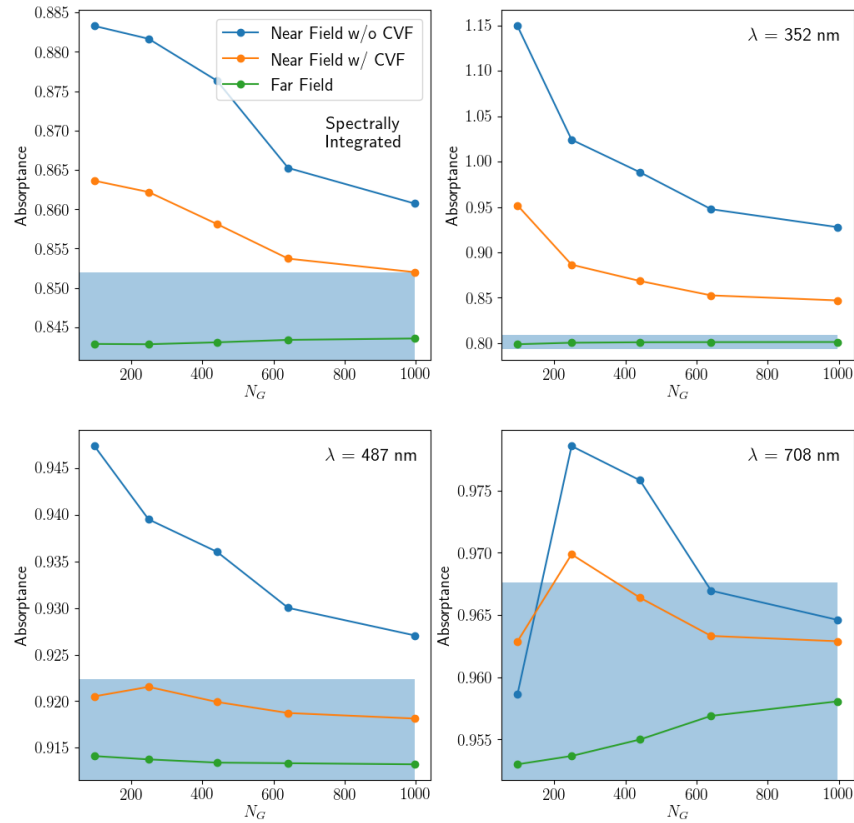 0.885
0.880
0.875
0.870
0.865
0.860
0.855
0.850
0.845
Absorptance
Near Field w/o CVF
Near Field w/ CVF
Far Field
Spectrally
Integrated
200 400 600 800 1000
N_G
1.15
1.10
1.05
1.00
0.95
0.90
0.85
0.80
Absorptance
λ = 352 nm
200 400 600 800 1000
N_G
0.945
0.940
0.935
0.930
0.925
0.920
0.915
Absorptance
λ = 487 nm
200 400 600 800 1000
N_G
0.975
0.970
0.965
0.960
0.955
Absorptance
λ = 708 nm
200 400 600 800 1000
N_G